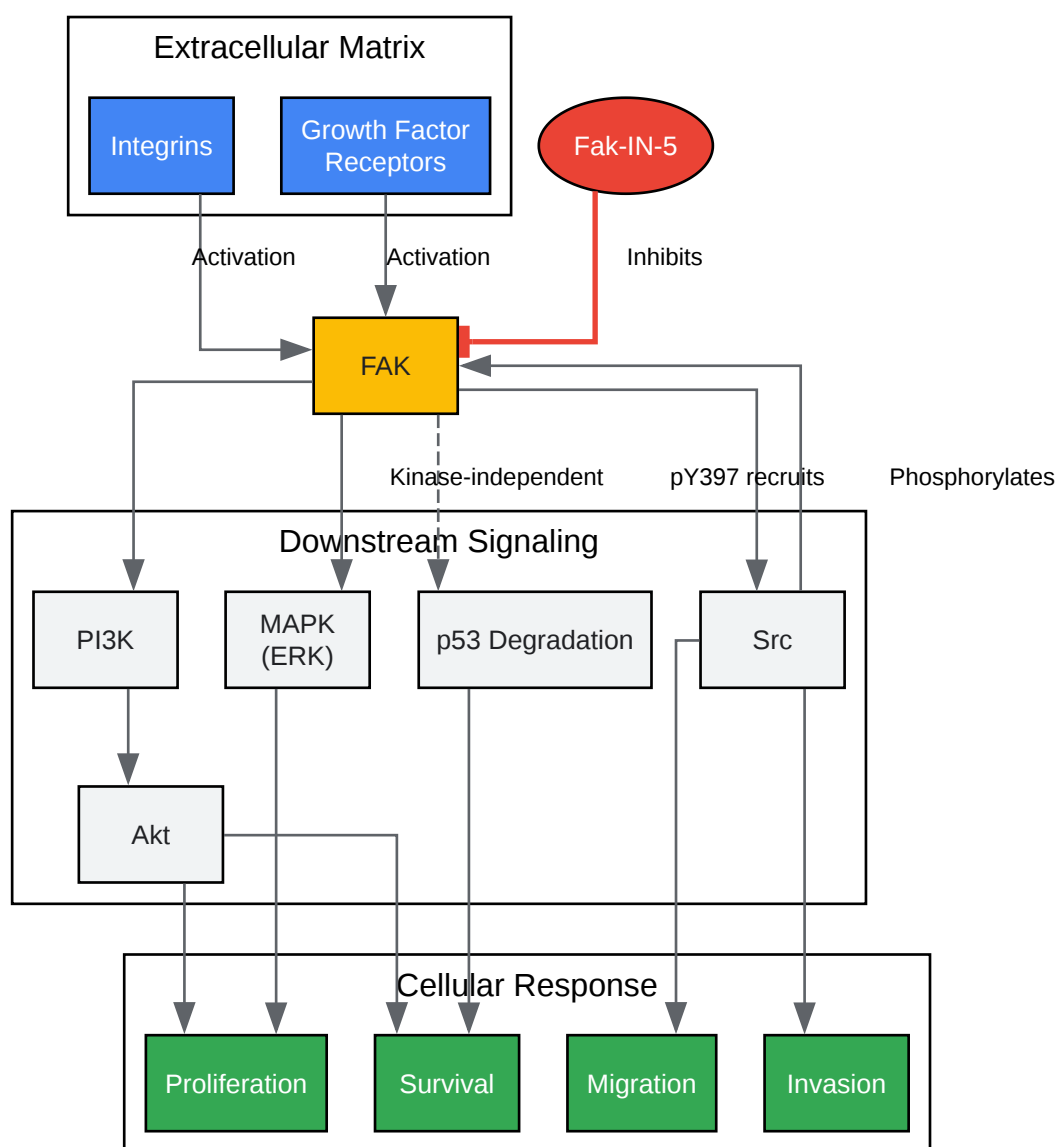 Extracellular Matrix
Integrins
Growth Factor
Receptors
Fak-IN-5
Activation
Activation
Inhibits
FAK
Kinase-independent
pY397 recruits
Phosphorylates
Downstream Signaling
PI3K
MAPK
(ERK)
p53 Degradation
Src
Akt
Cellular Response
Proliferation
Survival
Migration
Invasion